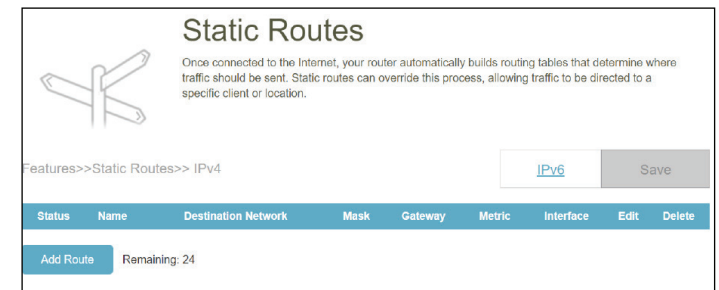 Static Routes
Once connected to the Internet, your router automatically builds routing tables that determine where
traffic should be sent. Static routes can override this process, allowing traffic to be directed to a
specific client or location.
Features>>Static Routes>> IPv4
IPv6
Save
Status Name Destination Network Mask Gateway Metric Interface Edit Delete
Add Route Remaining: 24